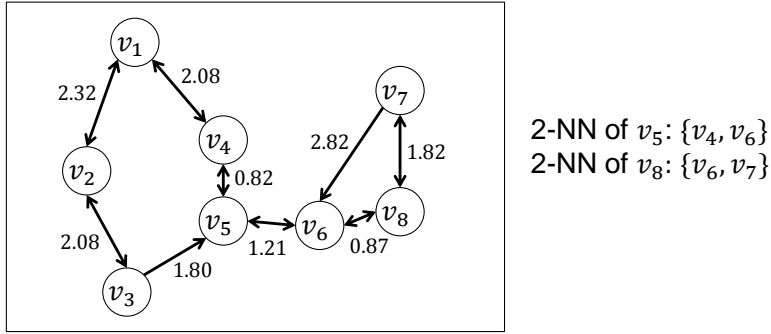 v₁
2.32
2.08
v₇
v₄
2.82
1.82
2-NN of v₅: {v₄, v₆}
2-NN of v₈: {v₆, v₇}
v₂
0.82
v₅
v₆
v₈
2.08
1.21
0.87
1.80
v₃